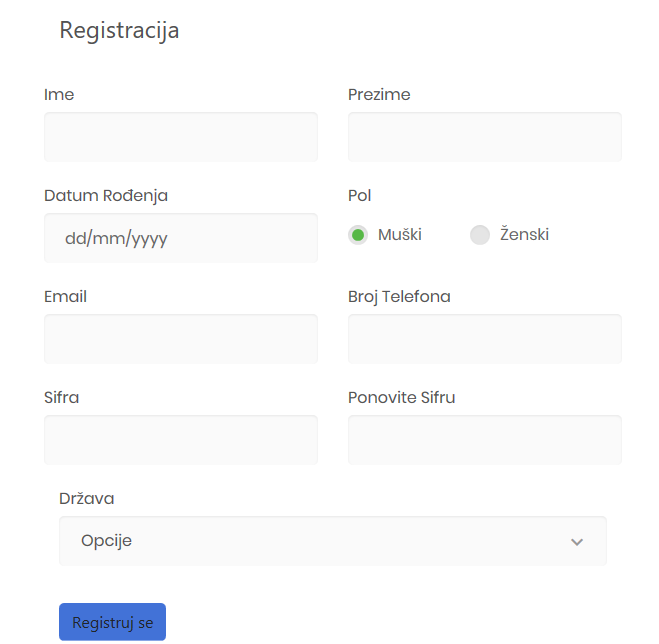 Registracija
Ime
Prezime
Datum Rođenja
Pol
dd/mm/yyyy
Muški
Ženski
Email
Broj Telefona
Sifra
Ponovite Sifru
Država
Opcije
Registruj se